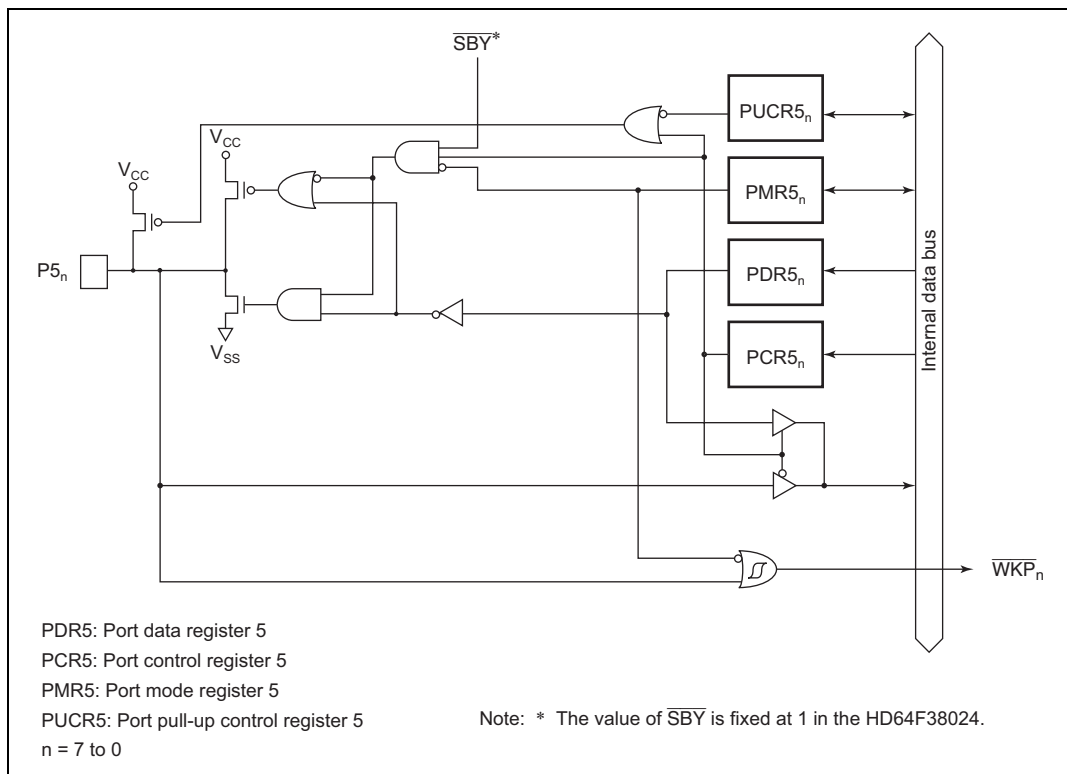 SBY*
PUCR5n
VCC
VCC
PMR5n
P5n
PDR5n
VSS
PCR5n
Internal data bus
WKPn
PDR5: Port data register 5
PCR5: Port control register 5
PMR5: Port mode register 5
PUCR5: Port pull-up control register 5
n = 7 to 0
Note: * The value of SBY is fixed at 1 in the HD64F38024.